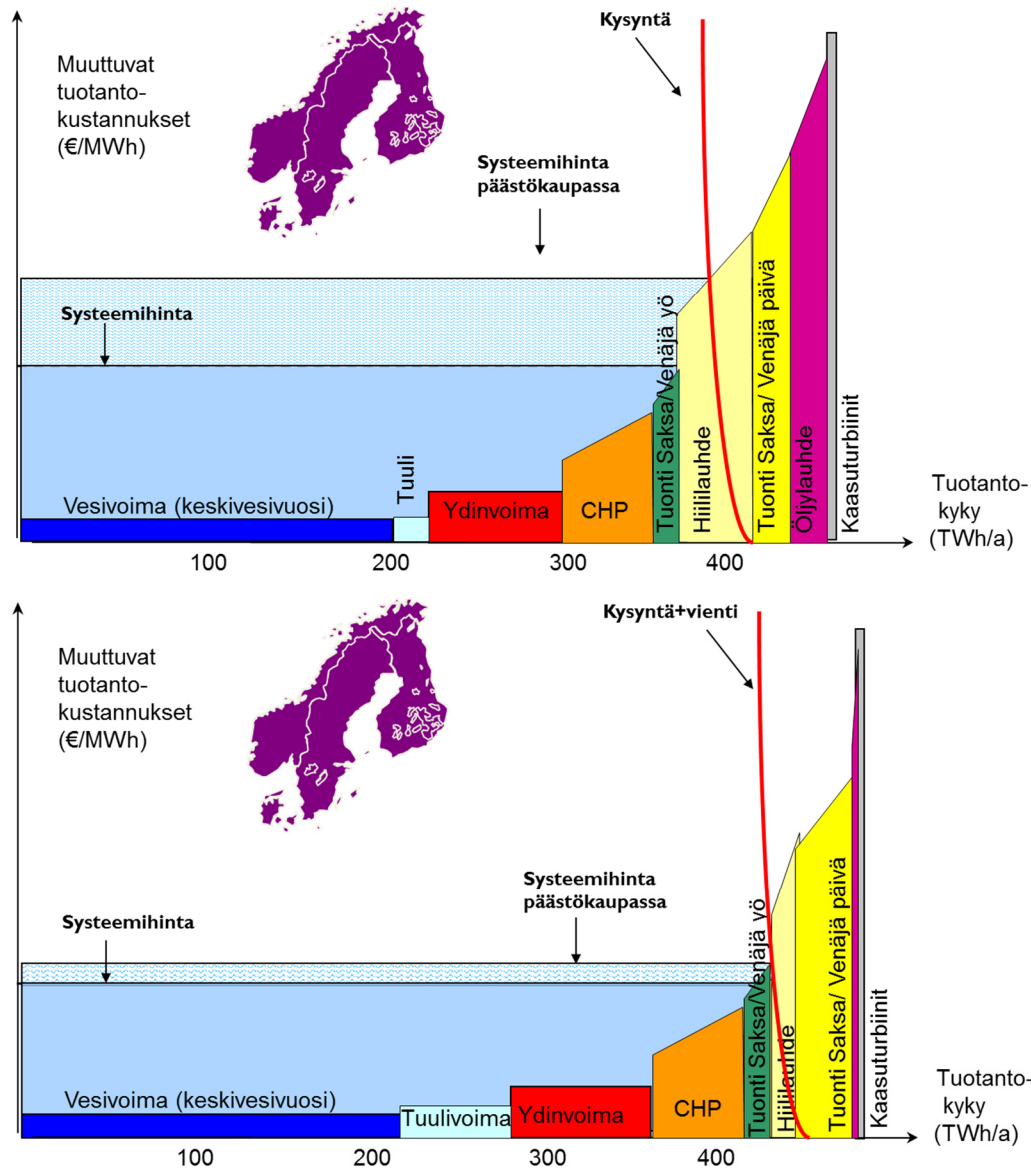 Kysyntä
Muuttuvat
tuotanto-
kustannukset
(€/MWh)
Systeemihinta
päästökaupassa
Systeemihinta
Vesivoima (keskivesivuosi)
Tuuli
Ydinvoima
CHP
Tuonti Saksa/Venäjä yö
Hiililauhde
Tuonti Saksa/ Venäjä päivä
Öljylauhde
Kaasuturbiinit
Tuotanto-
kyky
(TWh/a)
100
200
300
400
Kysyntä+vienti
Muuttuvat
tuotanto-
kustannukset
(€/MWh)
Systeemihinta
päästökaupassa
Systeemihinta
Vesivoima (keskivesivuosi)
Tuulivoima
Ydinvoima
CHP
Tuonti Saksa/Venäjä yö
Hiililauhde
Tuonti Saksa/ Venäjä päivä
Kaasuturbiinit
Tuotanto-
kyky
(TWh/a)
100
200
300
400